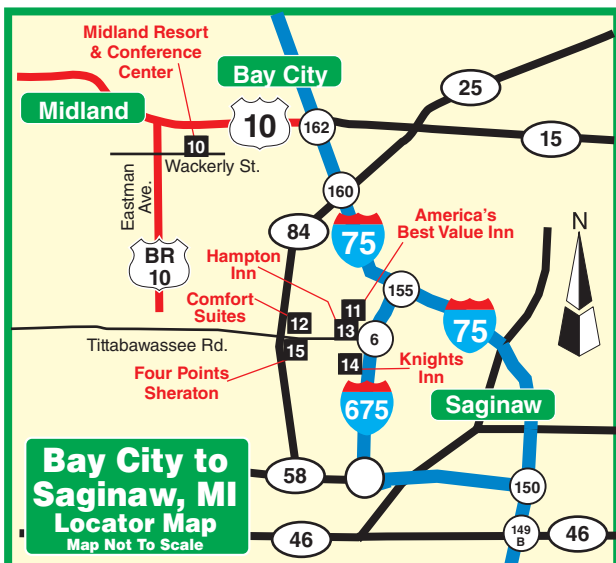 Midland Resort
& Conference
Center
Bay City
25
Midland
10
162
15
10
Wackerly St.
Eastman
Ave.
160
America's
Best Value Inn
84
75
Hampton
Inn
BR
10
N
155
Comfort
Suites
11
12
13
75
6
Tittabawassee Rd.
15
14
Knights
Inn
Four Points
Sheraton
675
Saginaw
Bay City to
Saginaw, MI
Locator Map
Map Not To Scale
58
150
46
149
B
46